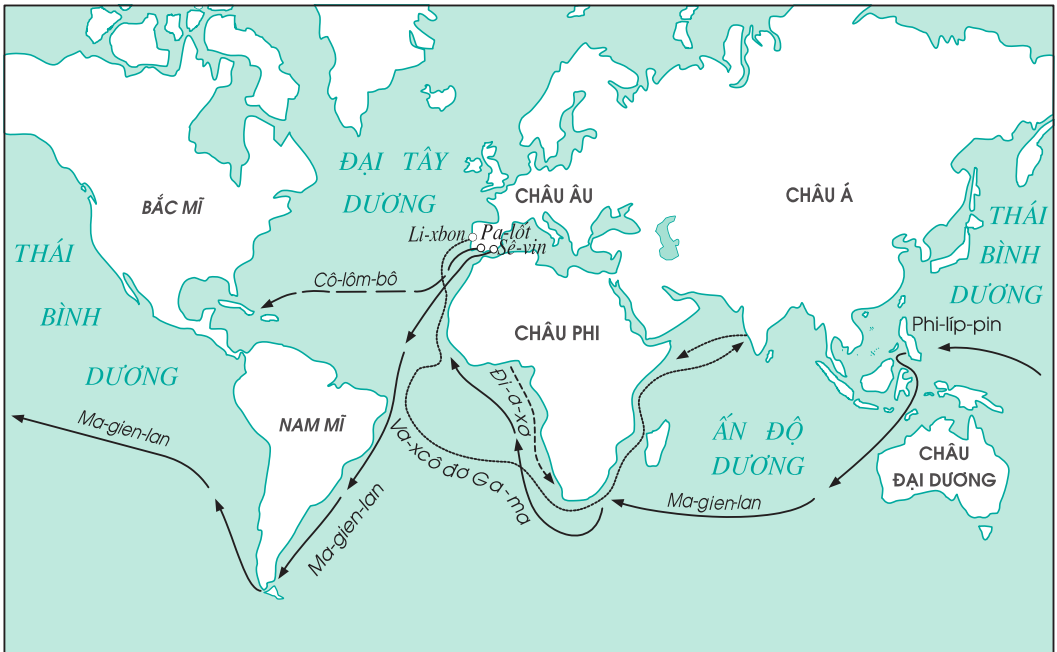 ĐẠI TÂY
DƯƠNG
CHÂU ÂU
CHÂU Á
BẮC MĨ
THÁI
BÌNH
DƯƠNG
Li-xbon
Pa-lốt
Sê-vin
THÁI
BÌNH
DƯƠNG
Cô-lôm-bô
CHÂU PHI
Phi-líp-pin
Đi-a-xơ
NAM MĨ
Ma-gien-lan
Va-xcô đơ Ga-ma
ẤN ĐỘ
DƯƠNG
CHÂU
ĐẠI DƯƠNG
Ma-gien-lan
Ma-gien-lan